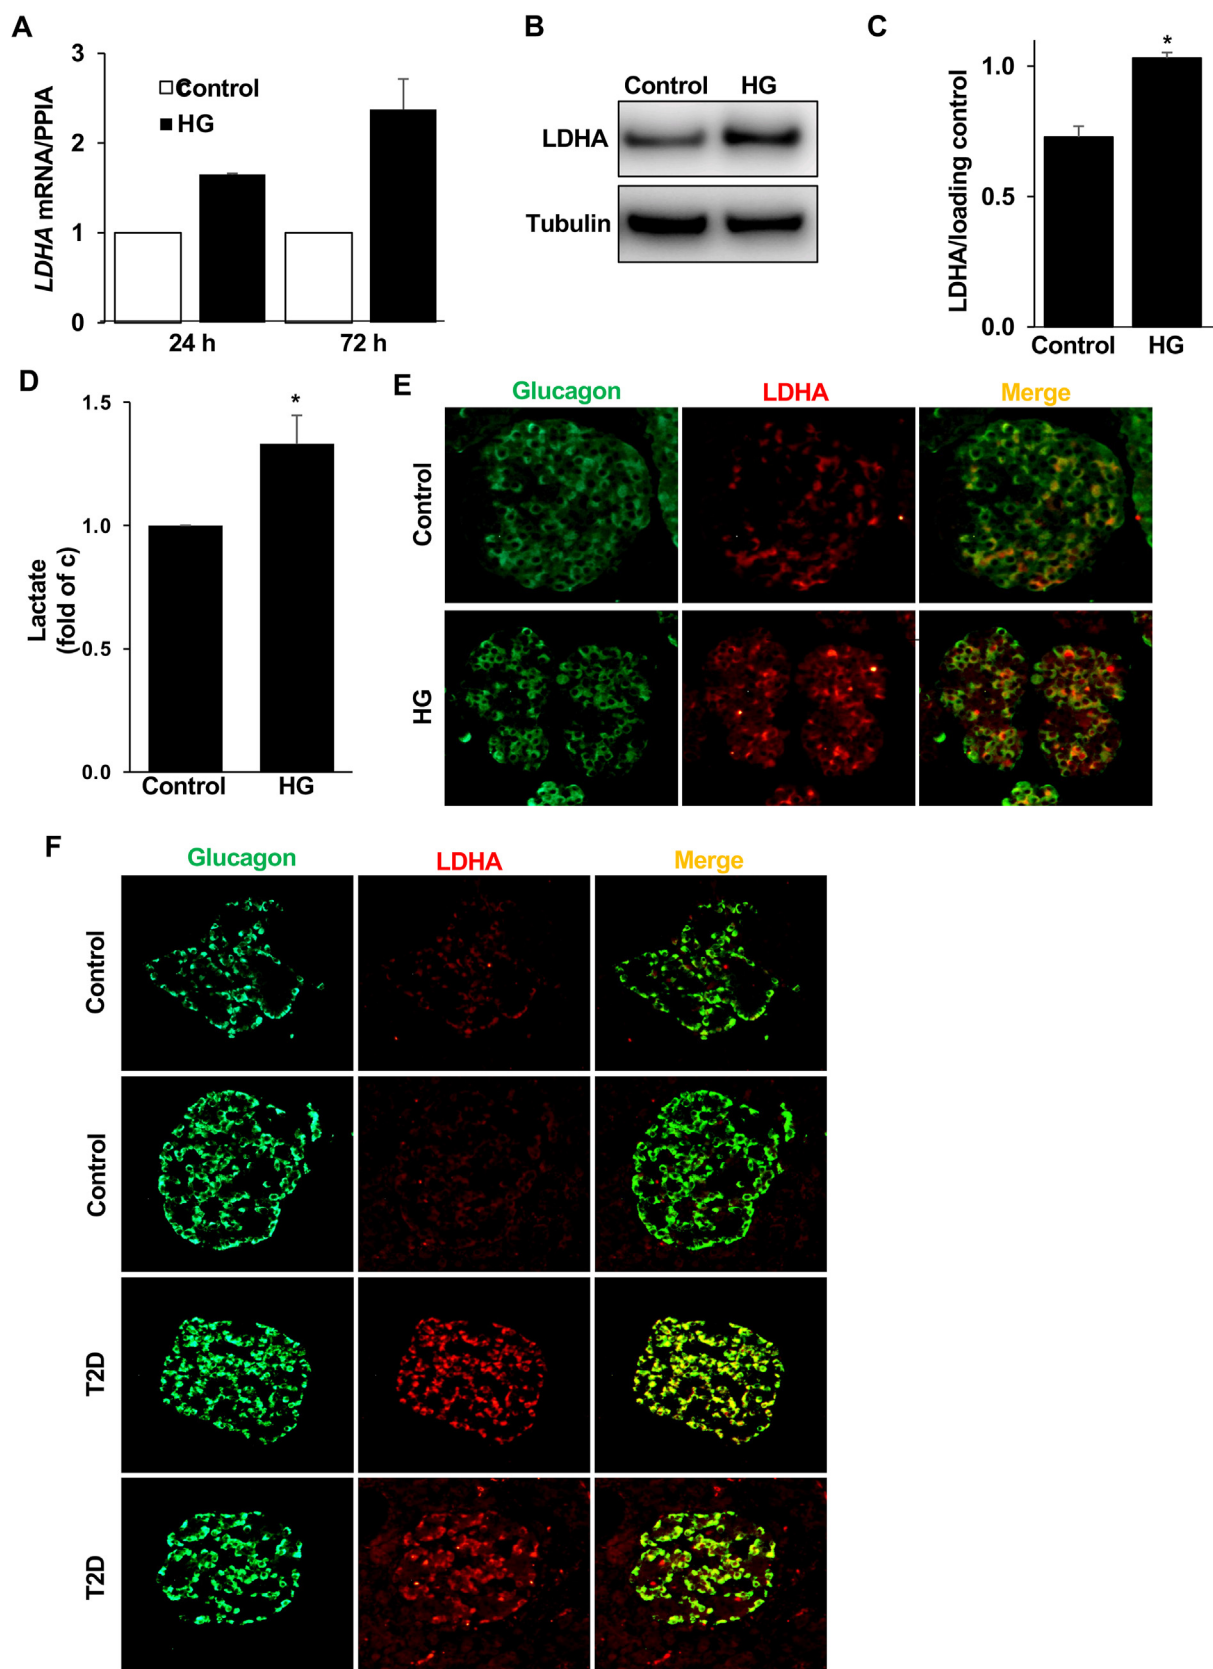 A
3
2
1
0
LDHA mRNA/PPIA
Control
HG
24 h
72 h
B
Control HG
LDHA
Tubulin
C
1.0
0.5
0.0
LDHA/loading control
*
Control HG
D
1.5
1.0
0.5
0.0
Lactate
(fold of c)
*
Control HG
E
Glucagon LDHA Merge
Control
HG
F
Glucagon LDHA Merge
Control
Control
T2D
T2D